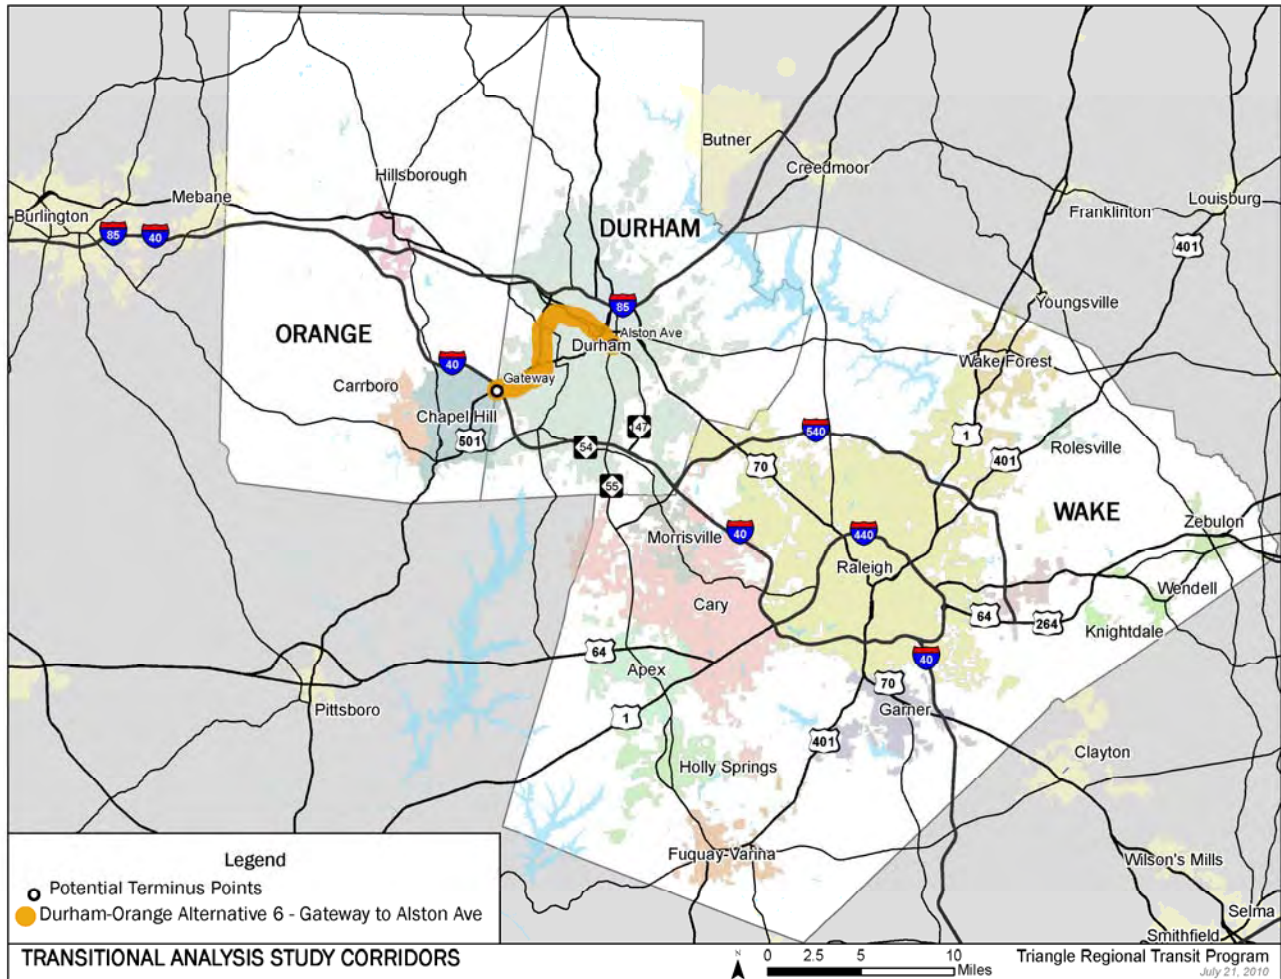 Butner
Creedmoor
Hillsborough
Mebane
Burlington
Franklinton
Louisburg
85
40
DURHAM
401
Youngsville
85
ORANGE
Alston Ave
Durham
Wake Forest
40
Gateway
Carrboro
Chapel Hill
147
540
1
501
54
70
401
Rolesville
55
WAKE
Morrisville
40
440
Zebulon
Raleigh
Wendell
Cary
64
264
Knightdale
64
40
Apex
70
Pittsboro
1
Garner
401
Clayton
Holly Springs
Fuquay-Varina
Wilson's Mills
Selma
Smithfield
Legend
Potential Terminus Points
Durham-Orange Alternative 6 - Gateway to Alston Ave
TRANSITIONAL ANALYSIS STUDY CORRIDORS
N
0 2.5 5 10
Miles
Triangle Regional Transit Program
July 21, 2010